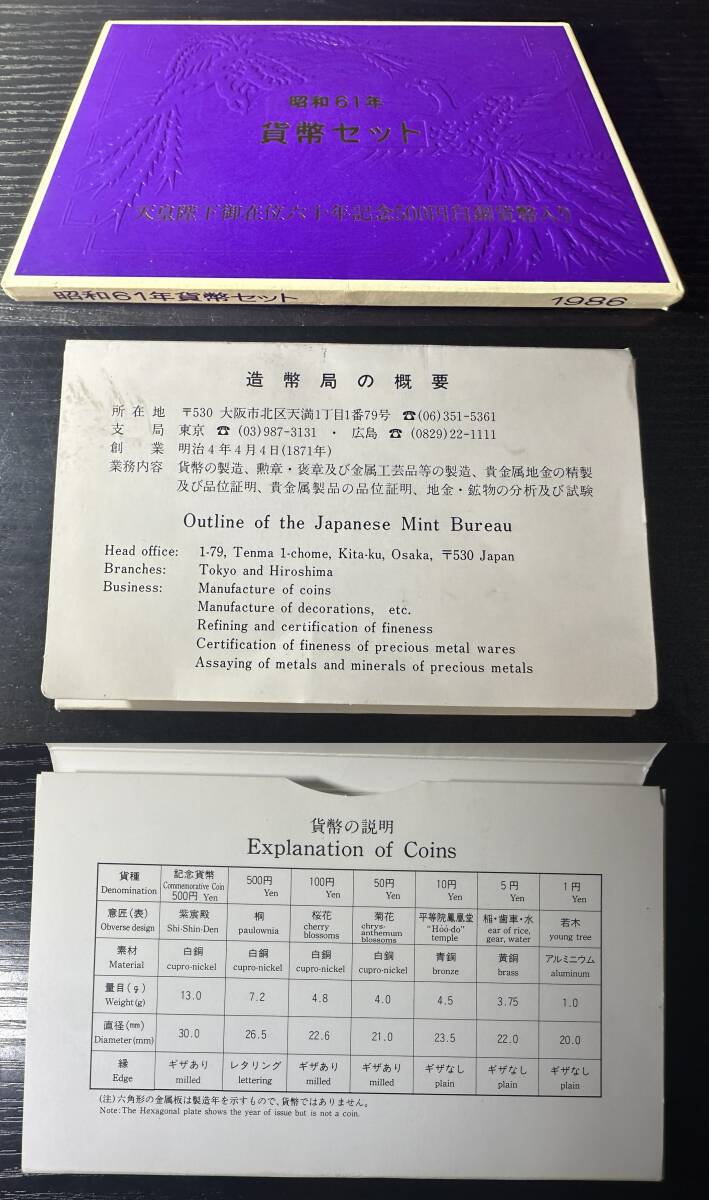 昭和61年
貨幣セット
天皇陛下御在位六十年記念500円白銅貨幣入り
昭和61年貨幣セット 1986
造幣局の概要
所在地 〒530 大阪市北区天満1丁目1番79号 ☎(06)351-5361
支局 東京 ☎ (03)987-3131 ・ 広島 ☎ (0829)22-1111
創業 明治4年4月4日(1871年)
業務内容 貨幣の製造、勲章・褒章及び金属工芸品等の製造、貴金属地金の精製
及び品位証明、貴金属製品の品位証明、地金・鉱物の分析及び試験
Outline of the Japanese Mint Bureau
Head office: 1-79, Tenma 1-chome, Kita-ku, Osaka, 〒530 Japan
Branches: Tokyo and Hiroshima
Business: Manufacture of coins
Manufacture of decorations, etc.
Refining and certification of fineness
Certification of fineness of precious metal wares
Assaying of metals and minerals of precious metals
貨幣の説明
Explanation of Coins
貨種 記念貨幣 500円 100円 50円 10円 5円 1円
Denomination Commemorative Coin Yen Yen Yen Yen Yen Yen
500円 Yen
意匠(表) 紫宸殿 桐 桜花 菊花 平等院鳳凰堂 稲・歯車・水 若木
Obverse design Shi-Shin-Den paulownia cherry blossoms chrys-anthemum blossoms "Hôô-do" temple ear of rice, gear, water young tree
素材 白銅 白銅 白銅 白銅 青銅 黄銅 アルミニウム
Material cupro-nickel cupro-nickel cupro-nickel cupro-nickel bronze brass aluminum
量目(g) 13.0 7.2 4.8 4.0 4.5 3.75 1.0
Weight(g)
直径(mm) 30.0 26.5 22.6 21.0 23.5 22.0 20.0
Diameter(mm)
縁 ギザあり レタリング ギザあり ギザあり ギザなし ギザなし ギザなし
Edge milled lettering milled milled plain plain plain
(注)六角形の金属板は製造年を示すもので、貨幣ではありません。
Note:The Hexagonal plate shows the year of issue but is not a coin.